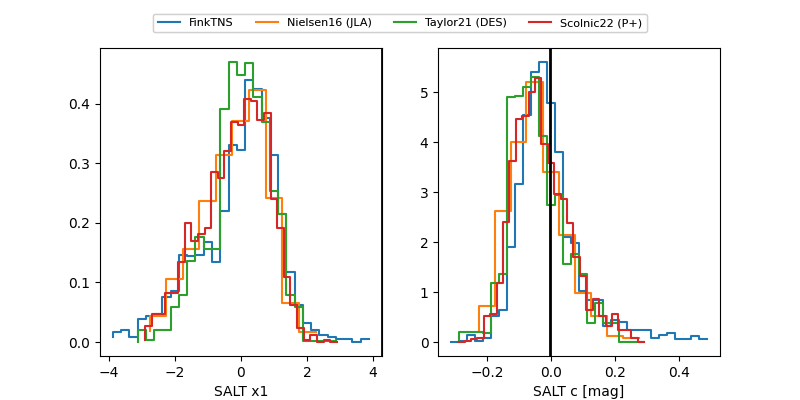 FinkTNS Nielsen16 (JLA) Taylor21 (DES) Scolnic22 (P+)
0.4
0.3
0.2
0.1
0.0
−4 −2 0 2 4
SALT x1
5
4
3
2
1
0
−0.2 0.0 0.2 0.4
SALT c [mag]